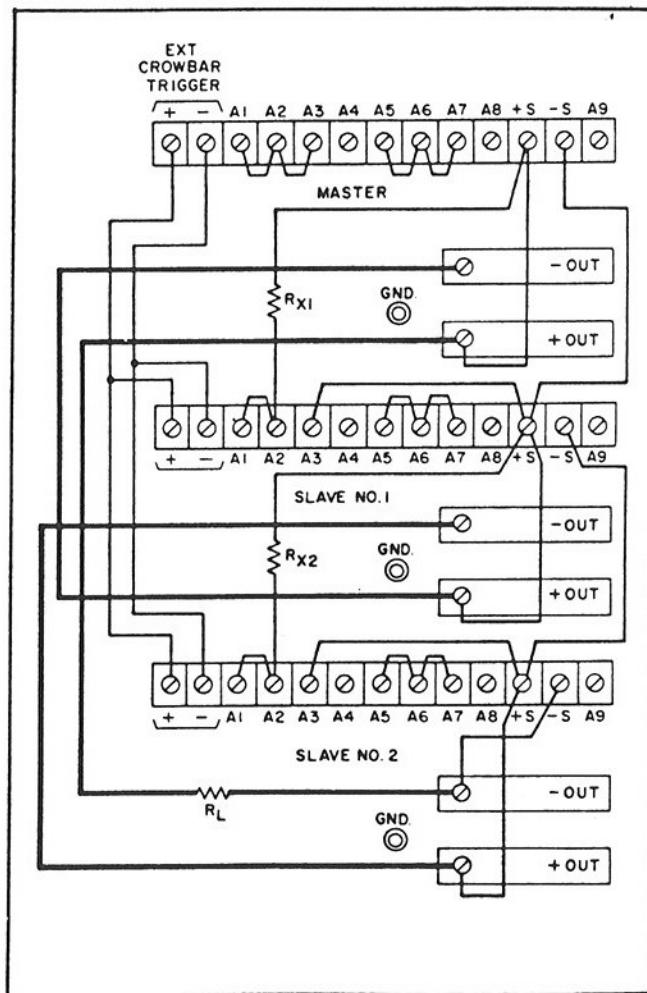 EXT
CROWBAR
TRIGGER
+ − A1 A2 A3 A4 A5 A6 A7 A8 +S −S A9
MASTER
− OUT
RX1
GND.
+ OUT
A1 A2 A3 A4 A5 A6 A7 A8 +S −S A9
+ −
SLAVE NO. 1
− OUT
RX2
GND.
+ OUT
A1 A2 A3 A4 A5 A6 A7 A8 +S −S A9
+ −
SLAVE NO. 2
− OUT
RL
GND.
+ OUT